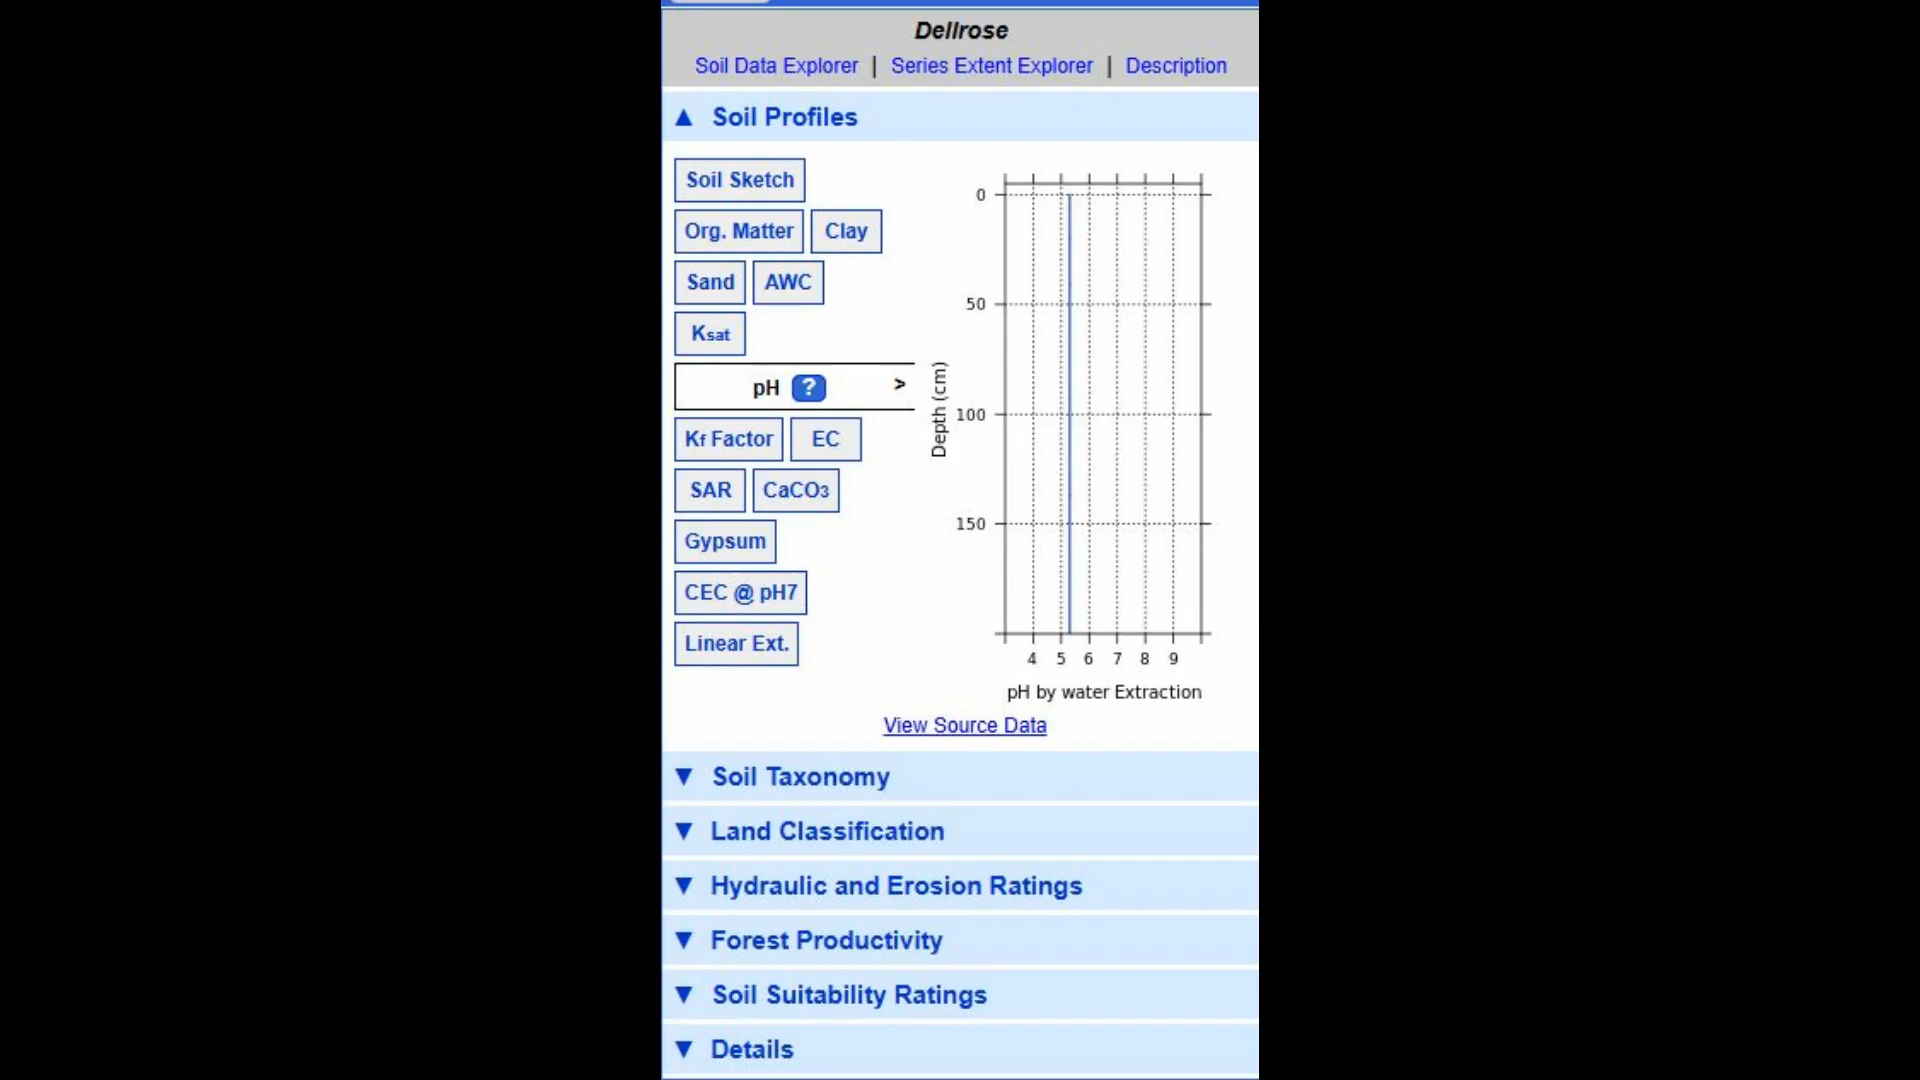 Dellrose
Soil Data Explorer | Series Extent Explorer | Description
▲ Soil Profiles
Soil Sketch
Org. Matter Clay
Sand AWC
Ksat
pH ? >
Kf Factor EC
SAR CaCO3
Gypsum
CEC @ pH7
Linear Ext.
0
50
100
150
Depth (cm)
4 5 6 7 8 9
pH by water Extraction
View Source Data
▼ Soil Taxonomy
▼ Land Classification
▼ Hydraulic and Erosion Ratings
▼ Forest Productivity
▼ Soil Suitability Ratings
▼ Details